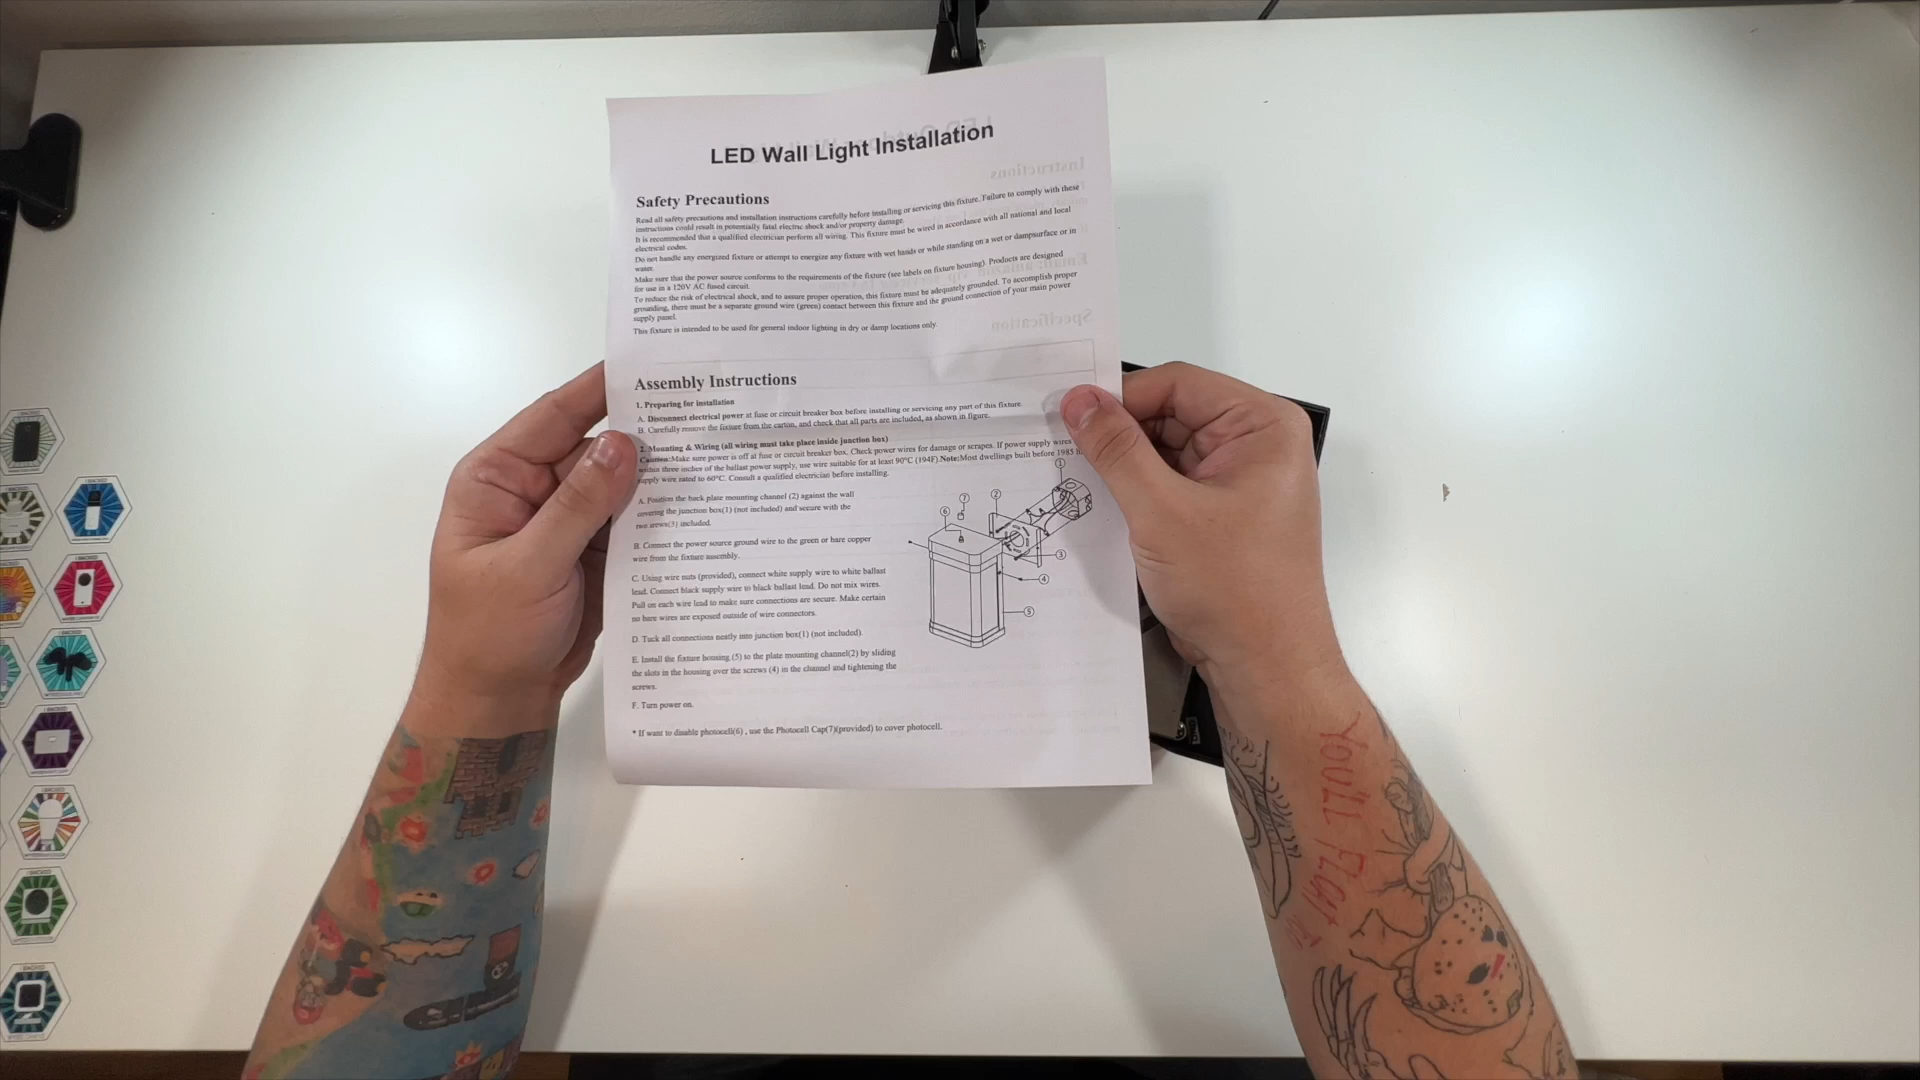 LED Wall Light Installation
Safety Precautions
Read all safety precautions and installation instructions carefully before installing or servicing this fixture. Failure to comply with these
instructions could result in potentially fatal electric shock and/or property damage.
It is recommended that a qualified electrician perform all wiring. This fixture must be wired in accordance with all national and local
electrical codes.
Do not handle any energized fixture or attempt to energize any fixture with wet hands or while standing on a wet or dampsurface or in
water.
Make sure that the power source conforms to the requirements of the fixture (see labels on fixture housing). Products are designed
for use in a 120V AC fused circuit.
To reduce the risk of electrical shock, and to assure proper operation, this fixture must be adequately grounded. To accomplish proper
grounding, there must be a separate ground wire (green) contact between this fixture and the ground connection of your main power
supply panel.
This fixture is intended to be used for general indoor lighting in dry or damp locations only.
Assembly Instructions
1. Preparing for installation
A. Disconnect electrical power at fuse or circuit breaker box before installing or servicing any part of this fixture.
B. Carefully remove the fixture from the carton, and check that all parts are included, as shown in figure.
2. Mounting & Wiring (all wiring must take place inside junction box)
Caution:Make sure power is off at fuse or circuit breaker box. Check power wires for damage or scrapes. If power supply wires
within three inches of the ballast power supply, use wire suitable for at least 90°C (194F).Note:Most dwellings built before 1985
supply wire rated to 60°C. Consult a qualified electrician before installing.
A. Position the back plate mounting channel (2) against the wall
covering the junction box(1) (not included) and secure with the
two srews(3) included.
B. Connect the power source ground wire to the green or bare copper
wire from the fixture assembly.
C. Using wire nuts (provided), connect white supply wire to white ballast
lead. Connect black supply wire to black ballast lead. Do not mix wires.
Pull on each wire lead to make sure connections are secure. Make certain
no bare wires are exposed outside of wire connectors.
D. Tuck all connections neatly into junction box(1) (not included).
E. Install the fixture housing (5) to the plate mounting channel(2) by sliding
the slots in the housing over the screws (4) in the channel and tightening the
screws.
F. Turn power on.
* If want to disable photocell(6) , use the Photocell Cap(7)(provided) to cover photocell.
1
2
7
6
3
4
5
YOU'LL FLOAT TOO